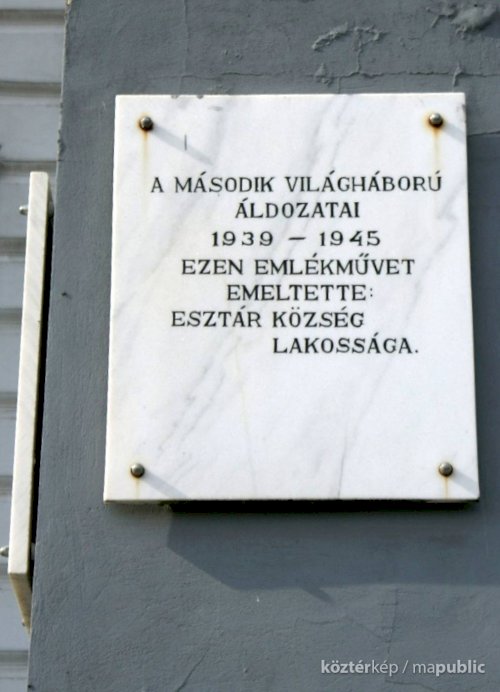 A MÁSODIK VILÁGHÁBORÚ
ÁLDOZATAI
1939 – 1945
EZEN EMLÉKMŰVET
EMELTETTE:
ESZTÁR KÖZSÉG
LAKOSSÁGA.
köztérkép / mapublic